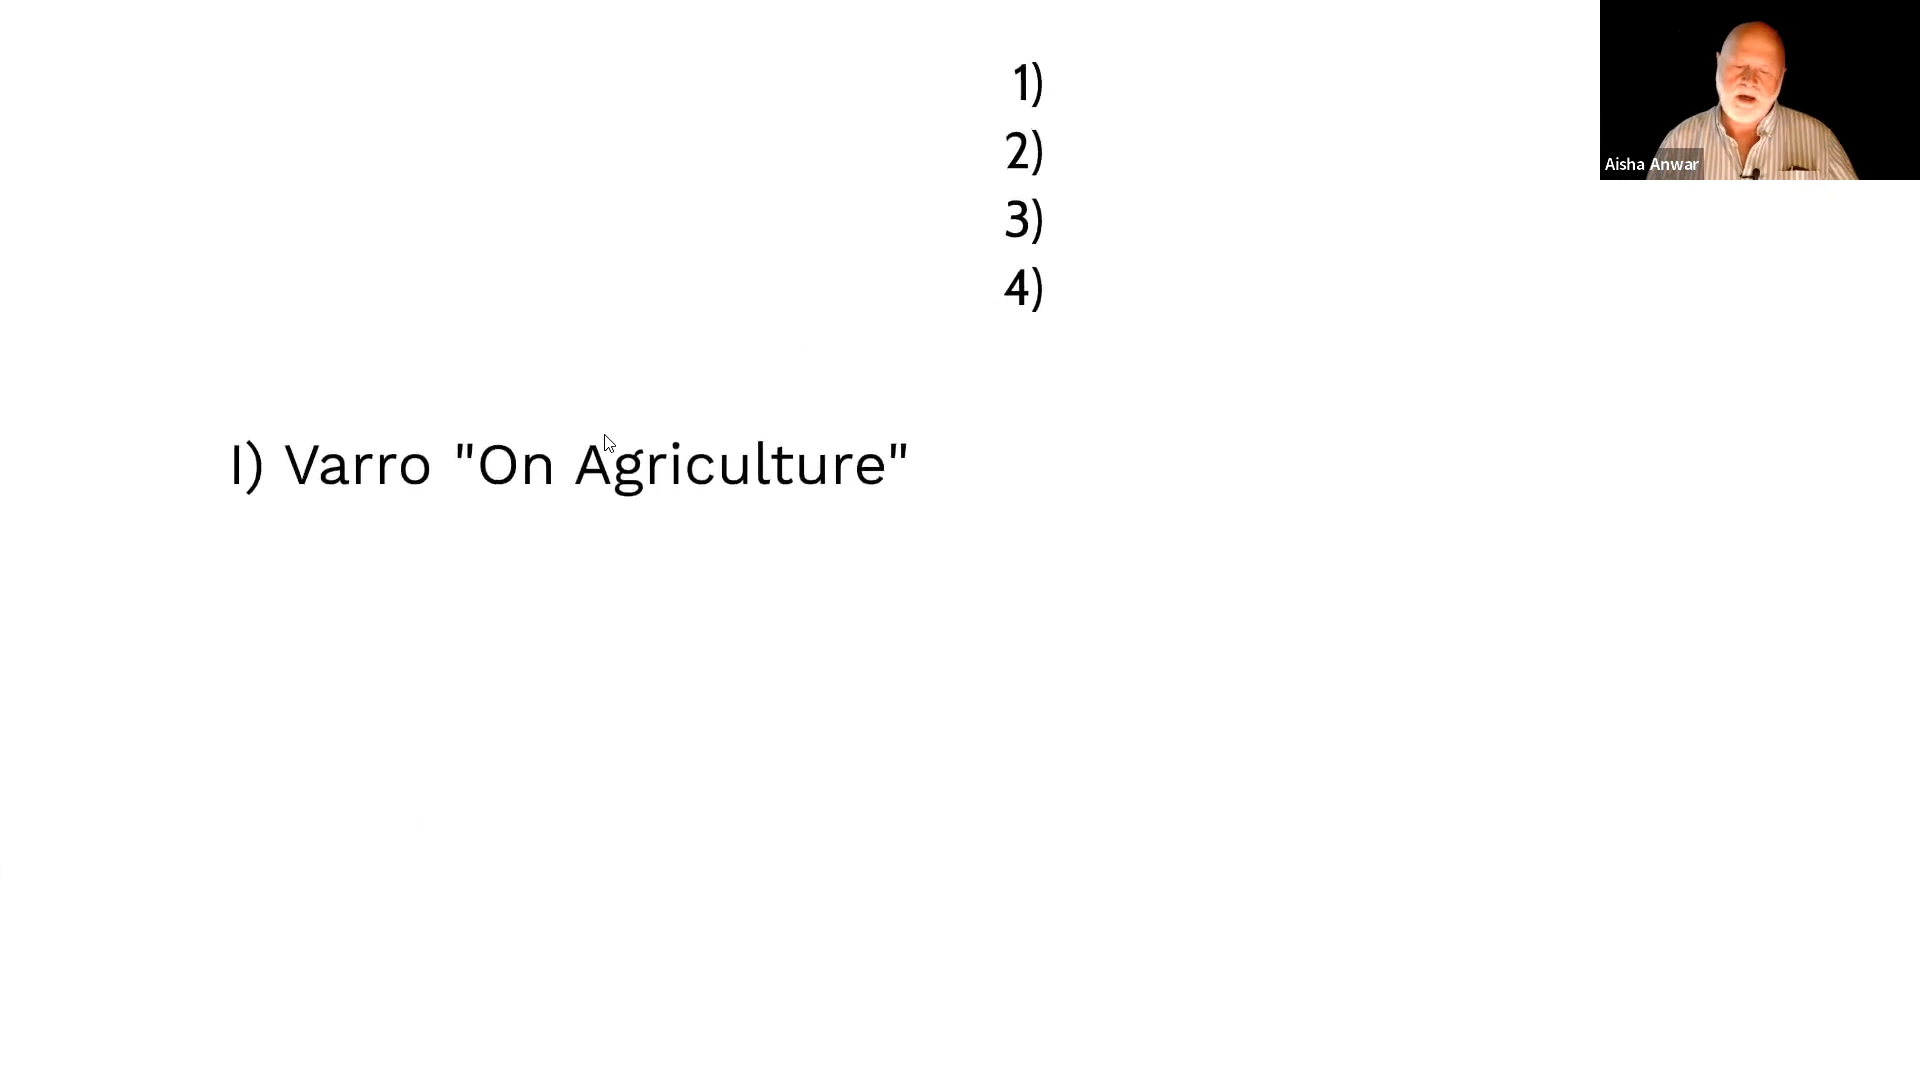 1)
2)
3)
4)
Aisha Anwar
I) Varro "On Agriculture"